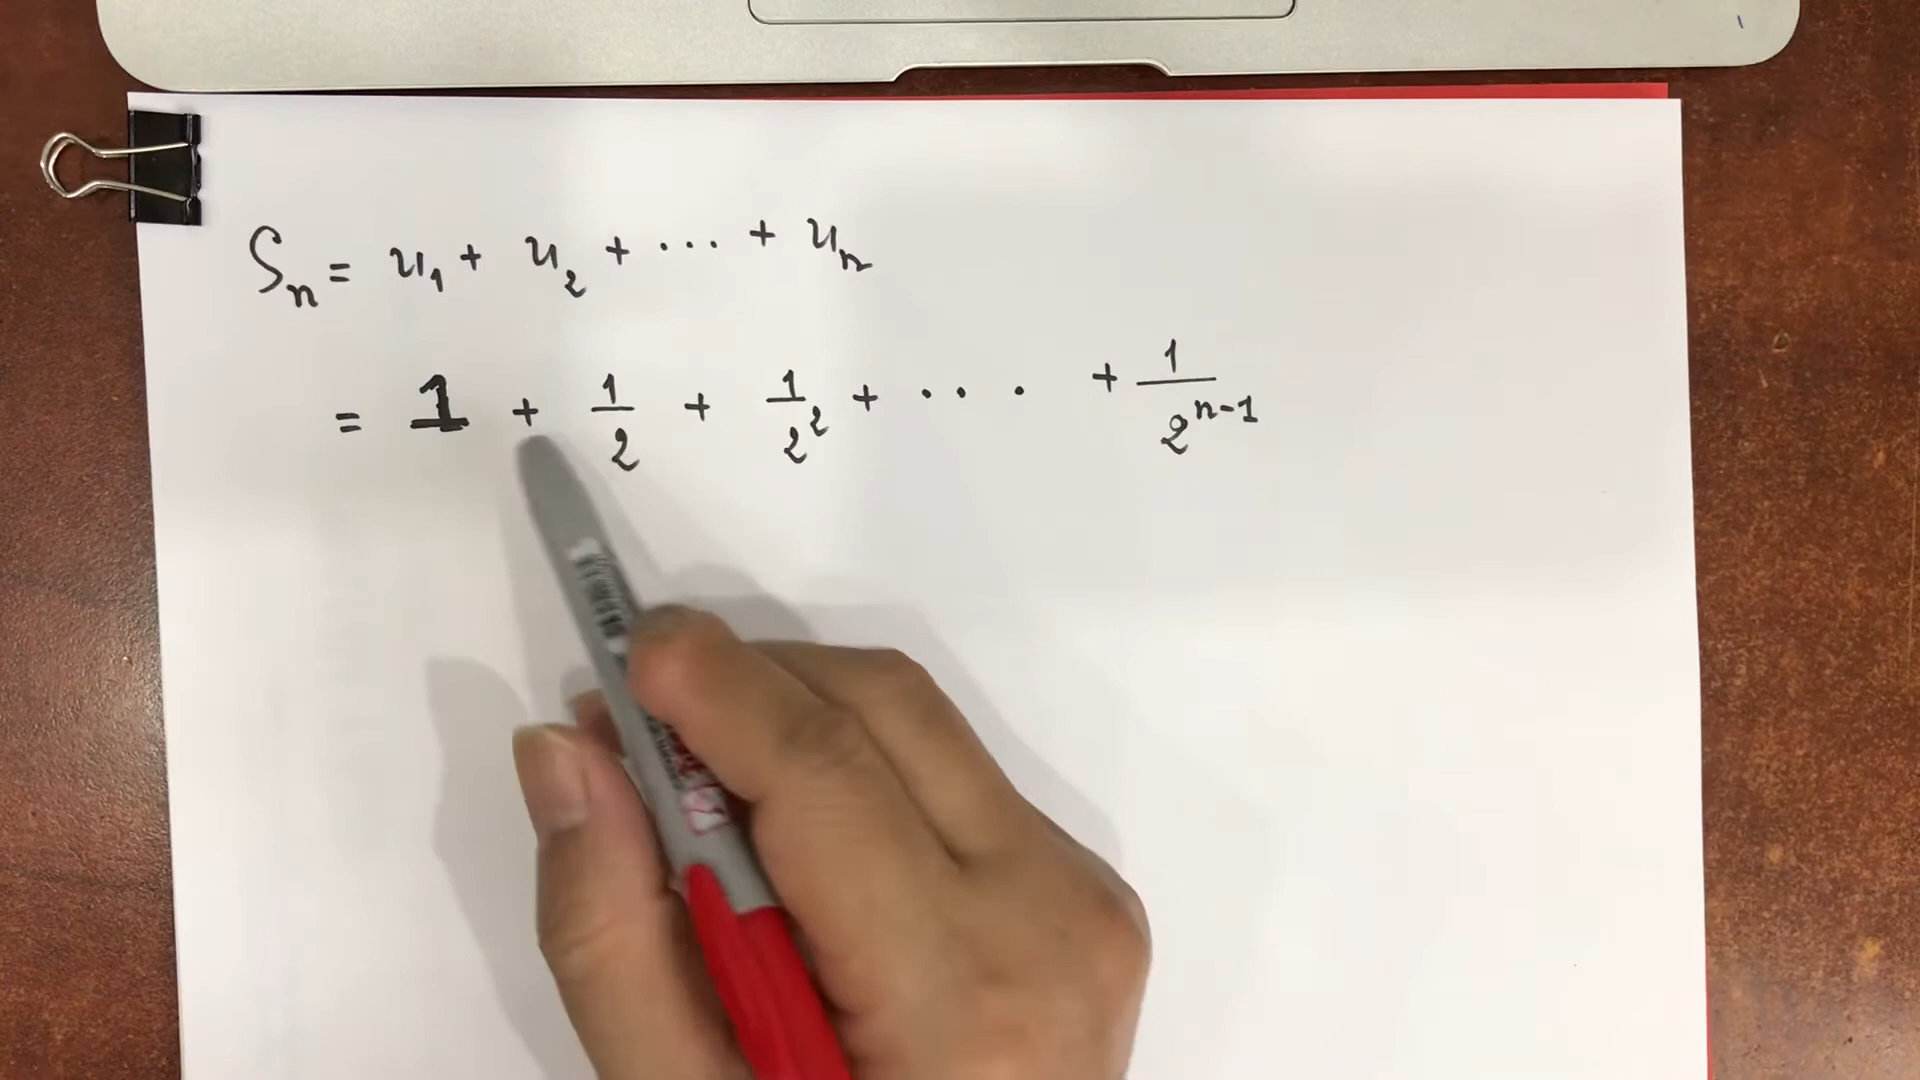 Sn = u1 + u2 + ... + un
= 1 + 1/2 + 1/2^2 + ... + 1/2^(n-1)